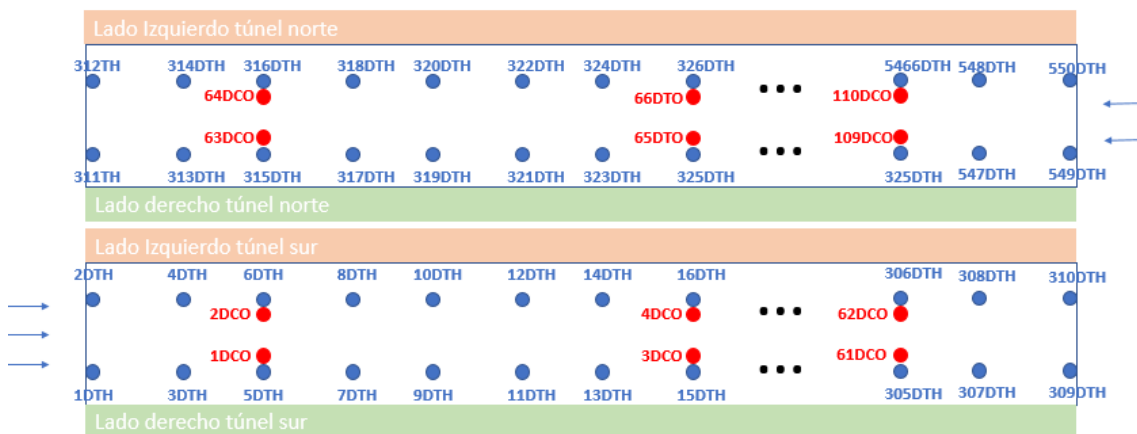 Lado Izquierdo túnel norte
312TH 314DTH 316DTH 318DTH 320DTH 322DTH 324DTH 326DTH 5466DTH 548DTH 550DTH
64DCO 66DTO 110DCO
63DCO 65DTO 109DCO
311TH 313DTH 315DTH 317DTH 319DTH 321DTH 323DTH 325DTH 325DTH 547DTH 549DTH
Lado derecho túnel norte
Lado Izquierdo túnel sur
2DTH 4DTH 6DTH 8DTH 10DTH 12DTH 14DTH 16DTH 306DTH 308DTH 310DTH
2DCO 4DCO 62DCO
1DCO 3DCO 61DCO
1DTH 3DTH 5DTH 7DTH 9DTH 11DTH 13DTH 15DTH 305DTH 307DTH 309DTH
Lado derecho túnel sur